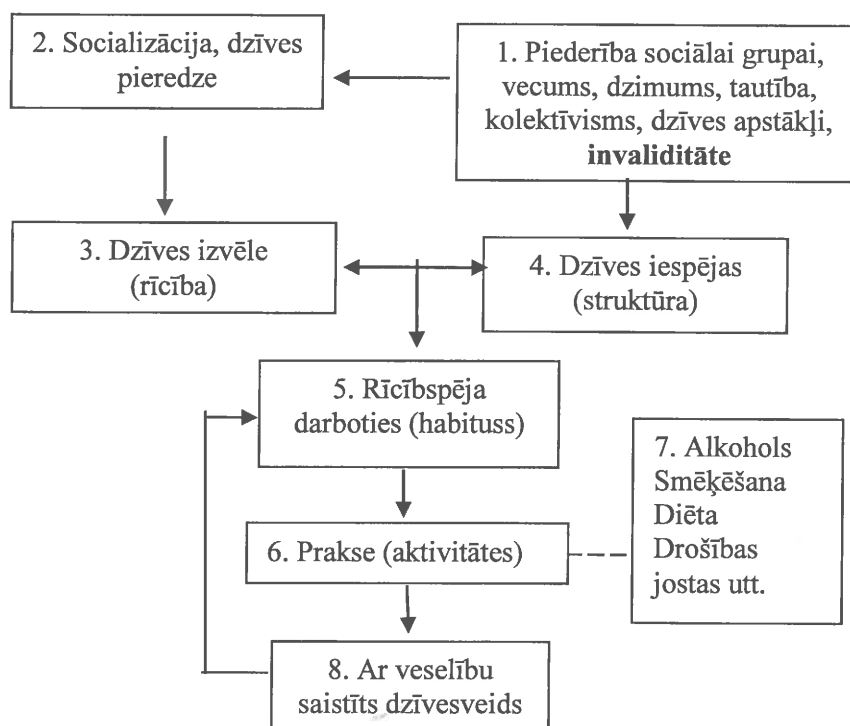 2. Socializācija, dzīves
pieredze
1. Piederība sociālai grupai,
vecums, dzimums, tautība,
kolektīvisms, dzīves apstākļi,
invaliditāte
3. Dzīves izvēle
(rīcība)
4. Dzīves iespējas
(struktūra)
5. Rīcībspēja
darboties (habituss)
6. Prakse (aktivitātes)
7. Alkohols
Smēķēšana
Diēta
Drošības
jostas utt.
8. Ar veselību
saistīts dzīvesveids